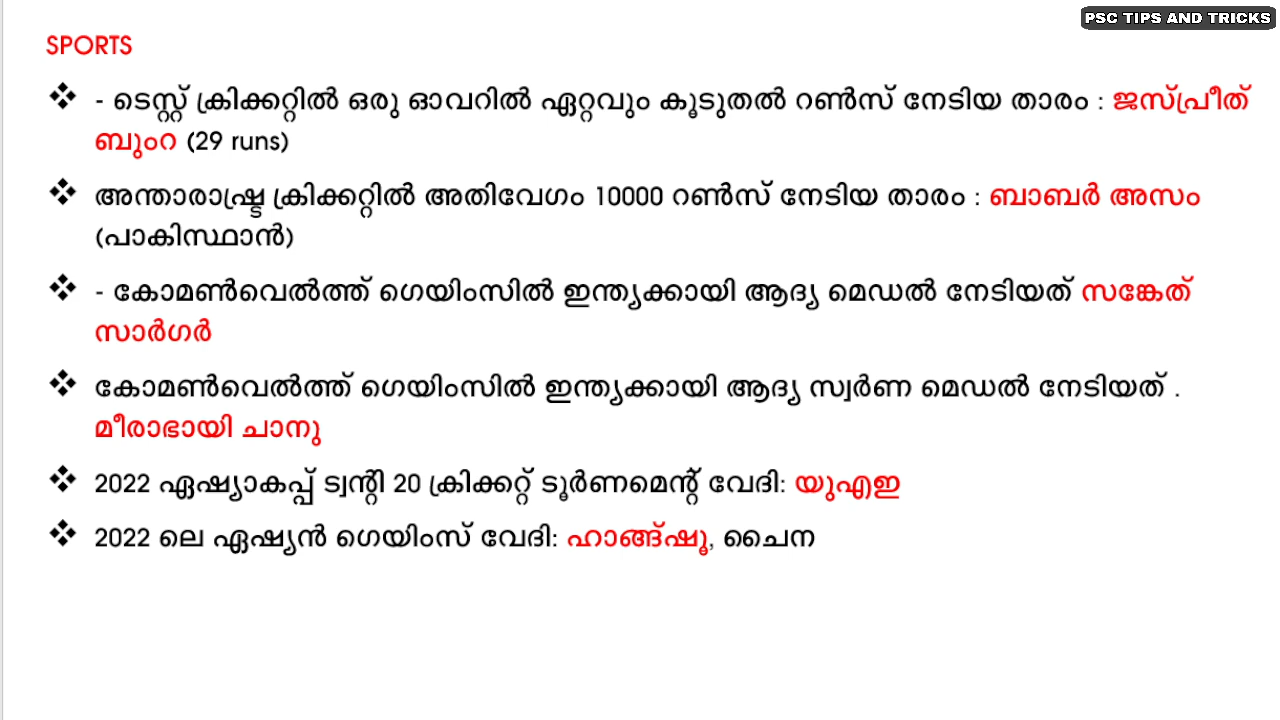 PSC TIPS AND TRICKS
SPORTS
❖ - ടെസ്റ്റ് ക്രിക്കറ്റിൽ ഒരു ഓവറിൽ ഏറ്റവും കൂടുതൽ റൺസ് നേടിയ താരം : ജസ്പ്രീത്
ബുംറ (29 runs)
❖ അന്താരാഷ്ട്ര ക്രിക്കറ്റിൽ അതിവേഗം 10000 റൺസ് നേടിയ താരം : ബാബർ അസം
(പാകിസ്ഥാൻ)
❖ - കോമൺവെൽത്ത് ഗെയിംസിൽ ഇന്ത്യക്കായി ആദ്യ മെഡൽ നേടിയത് സങ്കേത്
സാർഗർ
❖ കോമൺവെൽത്ത് ഗെയിംസിൽ ഇന്ത്യക്കായി ആദ്യ സ്വർണ മെഡൽ നേടിയത് .
മീരാഭായി ചാനു
❖ 2022 ഏഷ്യാകപ്പ് ട്വന്റി 20 ക്രിക്കറ്റ് ടൂർണമെന്റ് വേദി: യുഎഇ
❖ 2022 ലെ ഏഷ്യൻ ഗെയിംസ് വേദി: ഹാങ്ങ്ഷൂ, ചൈന